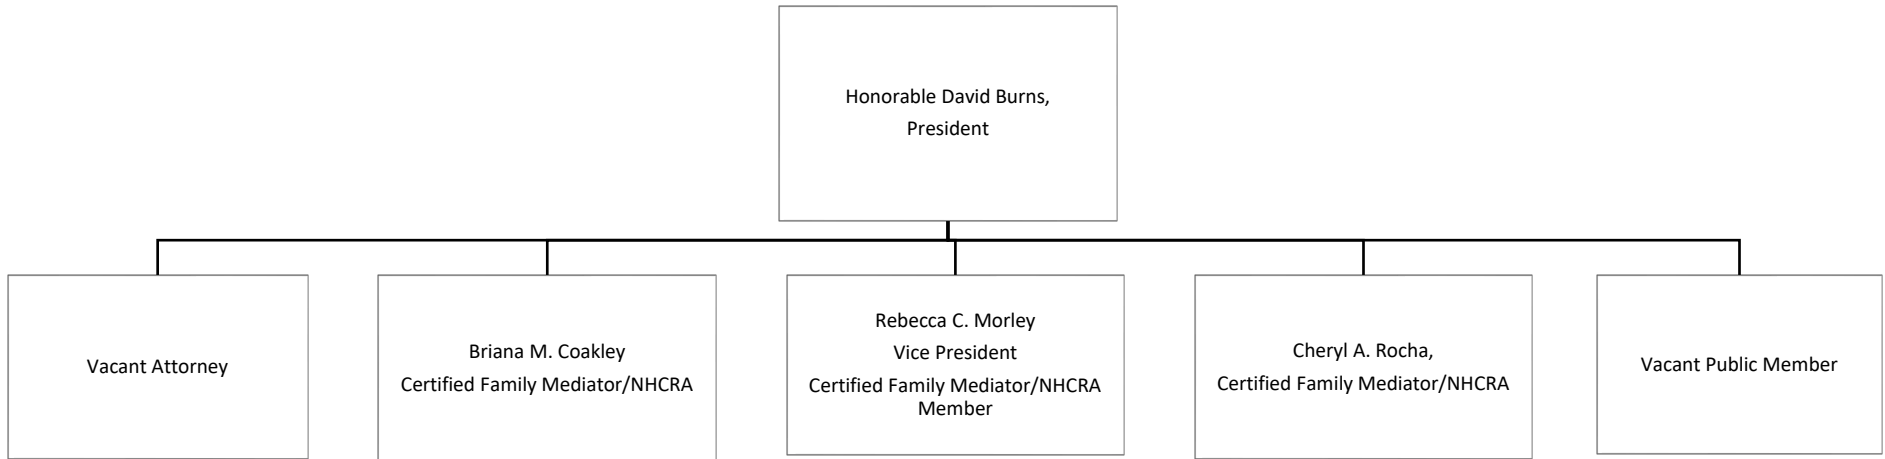 Honorable David Burns,
President
Vacant Attorney
Briana M. Coakley
Certified Family Mediator/NHCRA
Rebecca C. Morley
Vice President
Certified Family Mediator/NHCRA
Member
Cheryl A. Rocha,
Certified Family Mediator/NHCRA
Vacant Public Member